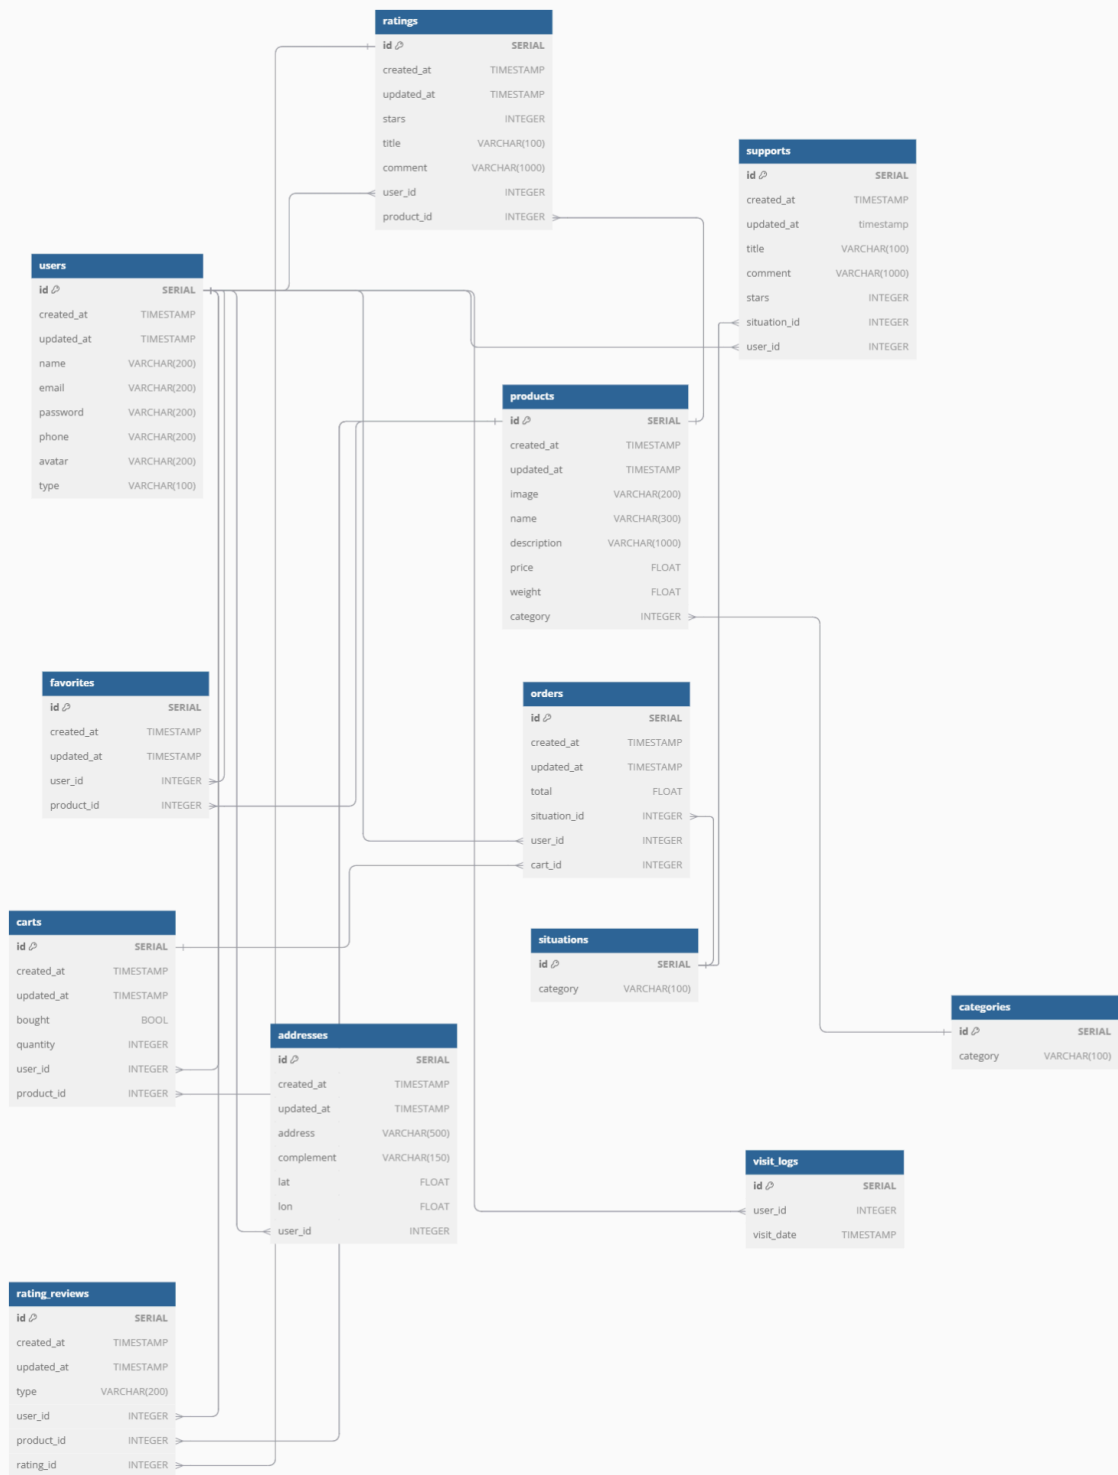 ratings
id SERIAL
created_at TIMESTAMP
updated_at TIMESTAMP
stars INTEGER
title VARCHAR(100)
comment VARCHAR(1000)
user_id INTEGER
product_id INTEGER
supports
id SERIAL
created_at TIMESTAMP
updated_at timestamp
title VARCHAR(100)
comment VARCHAR(1000)
stars INTEGER
situation_id INTEGER
user_id INTEGER
users
id SERIAL
created_at TIMESTAMP
updated_at TIMESTAMP
name VARCHAR(200)
email VARCHAR(200)
password VARCHAR(200)
phone VARCHAR(200)
avatar VARCHAR(200)
type VARCHAR(100)
products
id SERIAL
created_at TIMESTAMP
updated_at TIMESTAMP
image VARCHAR(200)
name VARCHAR(300)
description VARCHAR(1000)
price FLOAT
weight FLOAT
category INTEGER
favorites
id SERIAL
created_at TIMESTAMP
updated_at TIMESTAMP
user_id INTEGER
product_id INTEGER
orders
id SERIAL
created_at TIMESTAMP
updated_at TIMESTAMP
total FLOAT
situation_id INTEGER
user_id INTEGER
cart_id INTEGER
carts
id SERIAL
created_at TIMESTAMP
updated_at TIMESTAMP
bought BOOL
quantity INTEGER
user_id INTEGER
product_id INTEGER
situations
id SERIAL
category VARCHAR(100)
categories
id SERIAL
category VARCHAR(100)
addresses
id SERIAL
created_at TIMESTAMP
updated_at TIMESTAMP
address VARCHAR(500)
complement VARCHAR(150)
lat FLOAT
lon FLOAT
user_id INTEGER
visit_logs
id SERIAL
user_id INTEGER
visit_date TIMESTAMP
rating_reviews
id SERIAL
created_at TIMESTAMP
updated_at TIMESTAMP
type VARCHAR(200)
user_id INTEGER
product_id INTEGER
rating_id INTEGER